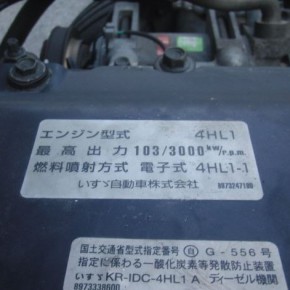 エンジン型式 4HL1
最高出力 103/3000 kw/r.p.m.
燃料噴射方式 電子式 4HL1-1
いすゞ自動車株式会社
8973247180
国土交通省型式指定番号 自 G-556号
指定に係わる一酸化炭素等発散防止装置
いすゞ KR-IDC-4HL1 A ディーゼル機関
8973338600